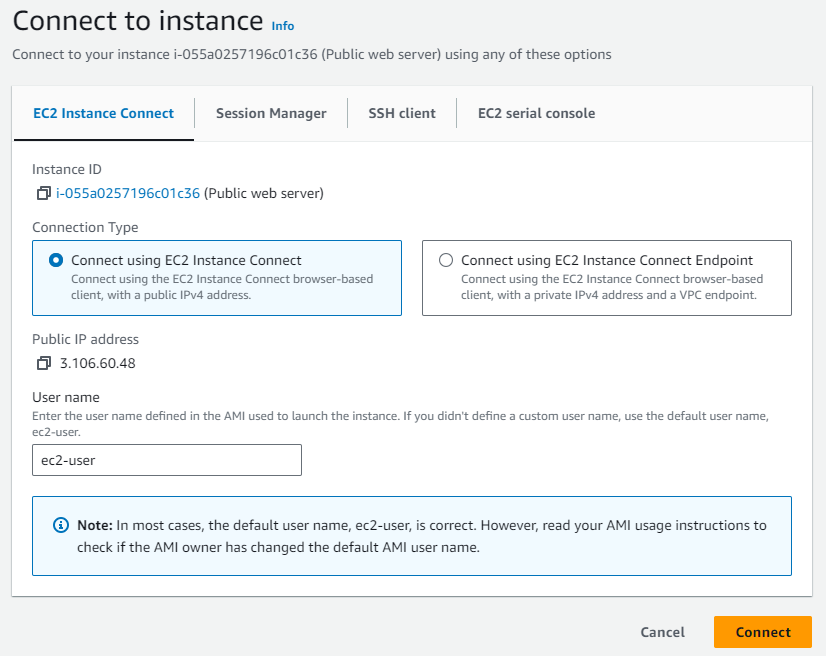 Connect to instance Info
Connect to your instance i-055a0257196c01c36 (Public web server) using any of these options
EC2 Instance Connect Session Manager SSH client EC2 serial console
Instance ID
i-055a0257196c01c36 (Public web server)
Connection Type
Connect using EC2 Instance Connect
Connect using the EC2 Instance Connect browser-based
client, with a public IPv4 address.
Connect using EC2 Instance Connect Endpoint
Connect using the EC2 Instance Connect browser-based
client, with a private IPv4 address and a VPC endpoint.
Public IP address
3.106.60.48
User name
Enter the user name defined in the AMI used to launch the instance. If you didn't define a custom user name, use the default user name,
ec2-user.
ec2-user
Note: In most cases, the default user name, ec2-user, is correct. However, read your AMI usage instructions to
check if the AMI owner has changed the default AMI user name.
Cancel Connect